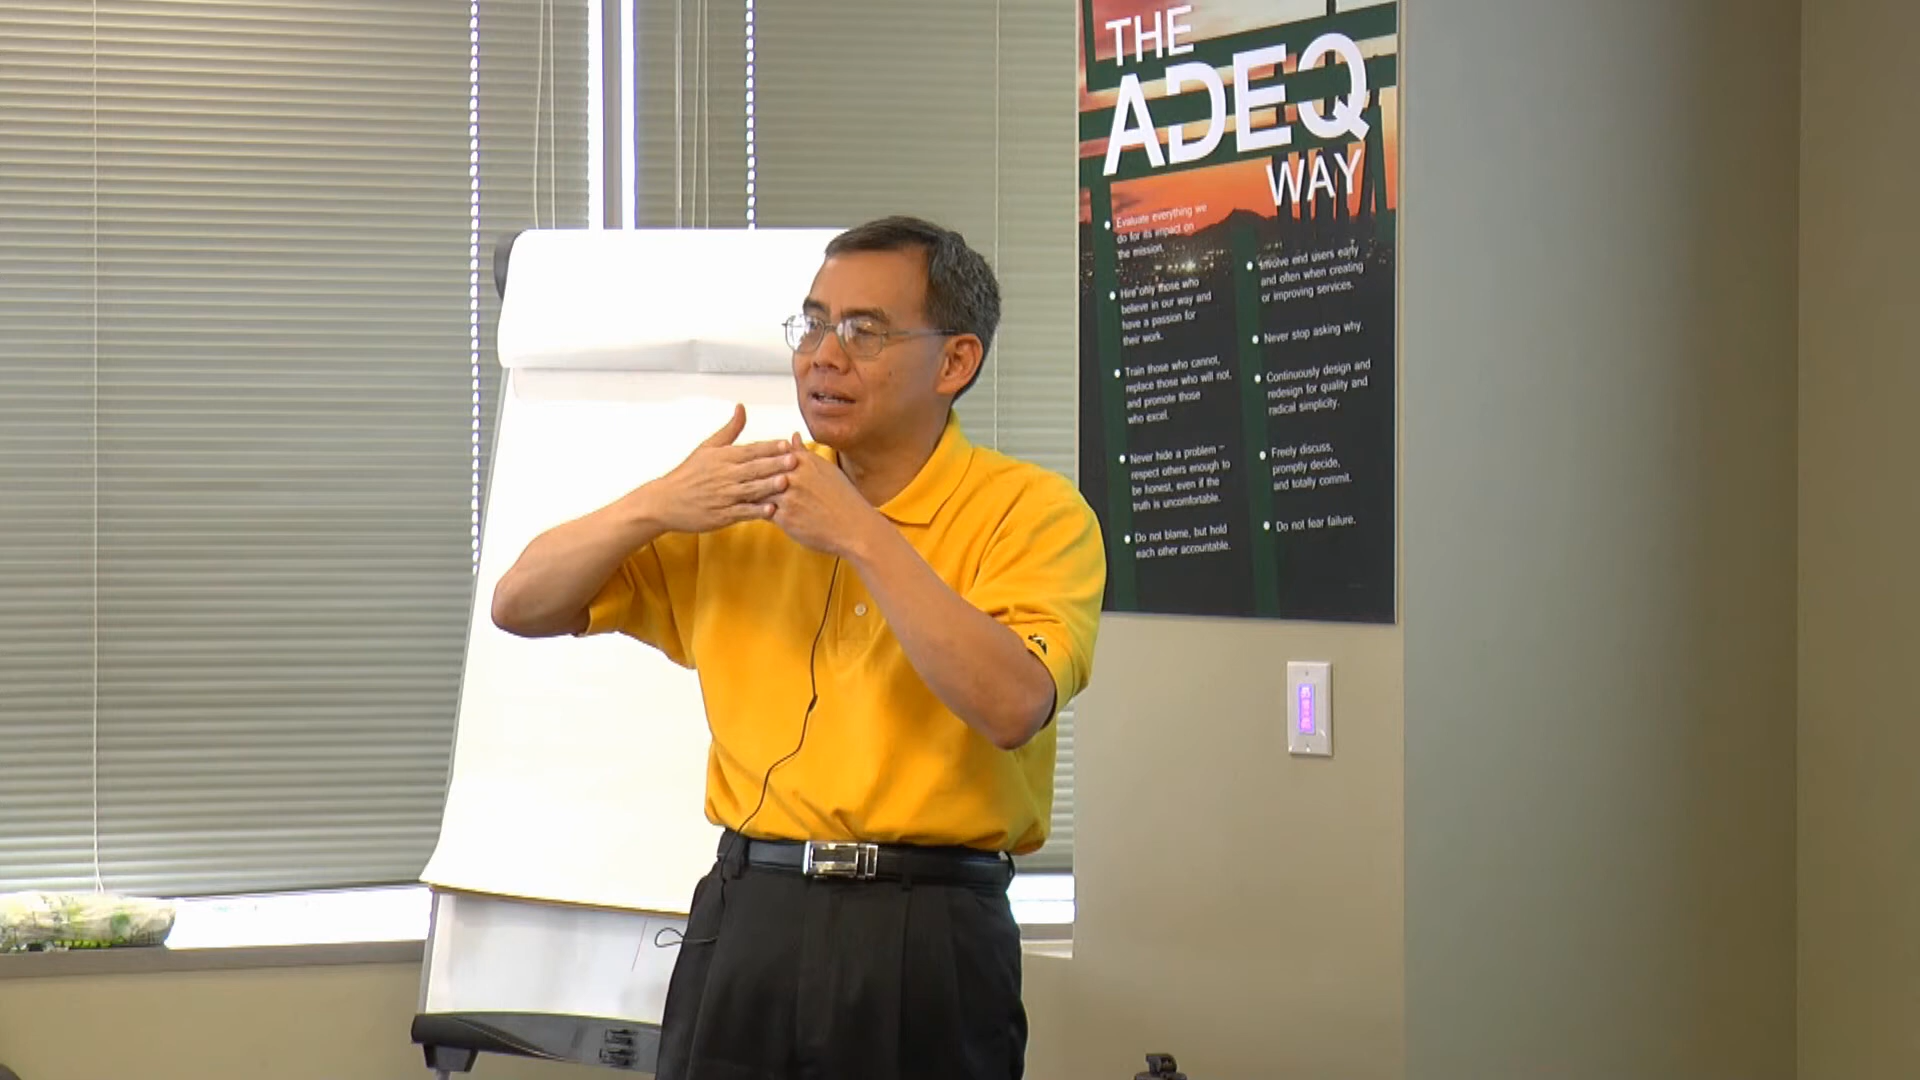 THE
ADEQ
WAY
Evaluate everything we
do for its impact on
the mission.
Hire only those who
believe in our way and
have a passion for
their work.
Train those who cannot,
replace those who will not,
and promote those
who excel.
Never hide a problem –
respect others enough to
be honest, even if the
truth is uncomfortable.
Do not blame, but hold
each other accountable.
Involve end users early
and often when creating
or improving services.
Never stop asking why.
Continuously design and
redesign for quality and
radical simplicity.
Freely discuss,
promptly decide,
and totally commit.
Do not fear failure.